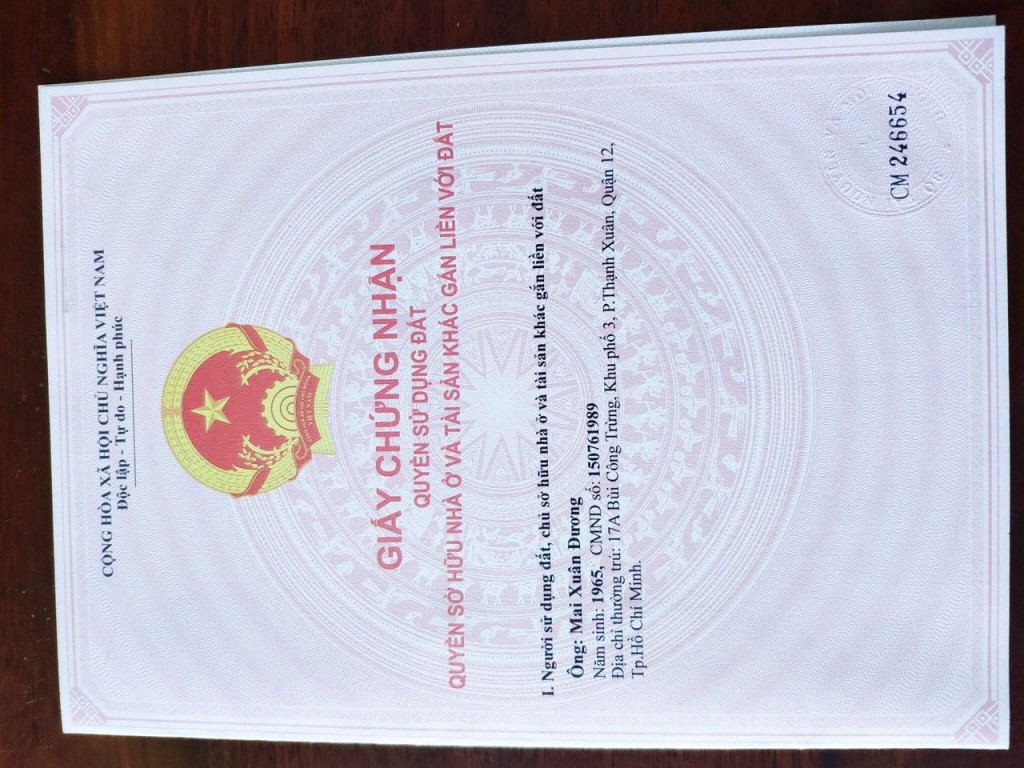 CỘNG HÒA XÃ HỘI CHỦ NGHĨA VIỆT NAM
Độc lập - Tự do - Hạnh phúc
VIỆT NAM
GIẤY CHỨNG NHẬN
QUYỀN SỬ DỤNG ĐẤT
QUYỀN SỞ HỮU NHÀ Ở VÀ TÀI SẢN KHÁC GẮN LIỀN VỚI ĐẤT
I. Người sử dụng đất, chủ sở hữu nhà ở và tài sản khác gắn liền với đất
Ông: Mai Xuân Đương
Năm sinh: 1965, CMND số: 150761989
Địa chỉ thường trú: 17A Bùi Công Trừng, Khu phố 3, P.Thạnh Xuân, Quận 12,
Tp.Hồ Chí Minh.
CM 246654